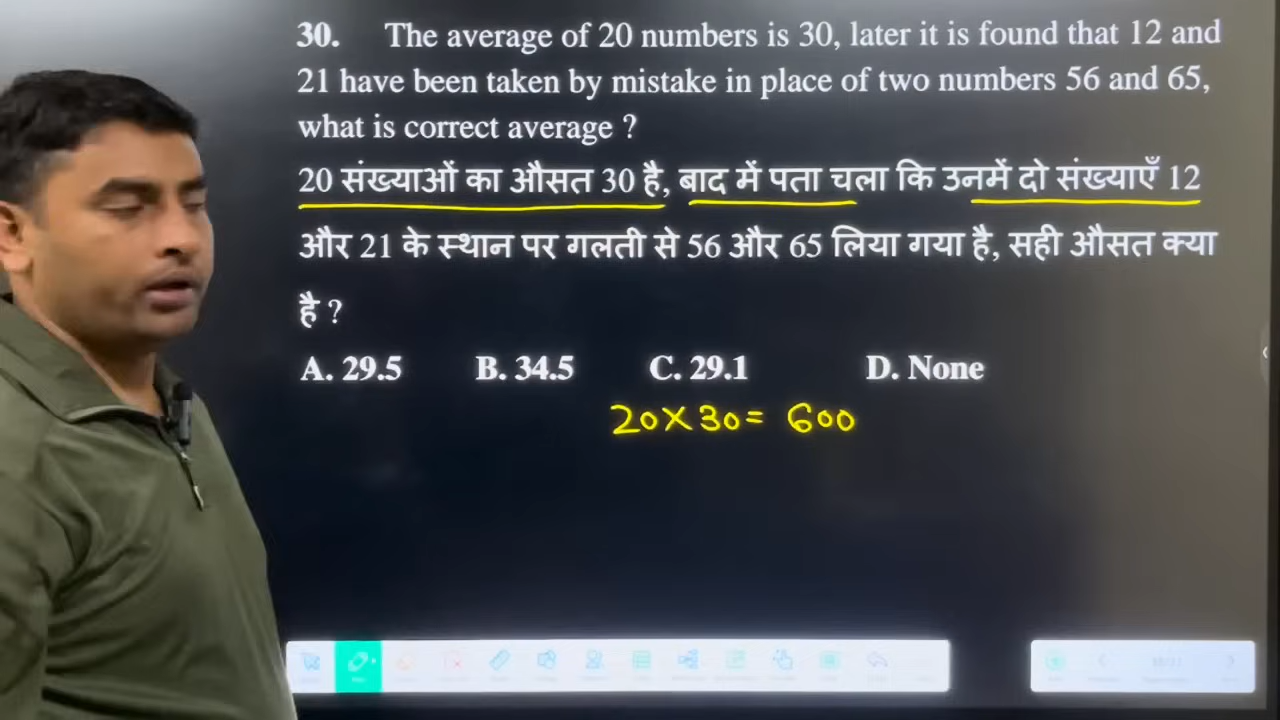 30. The average of 20 numbers is 30, later it is found that 12 and
21 have been taken by mistake in place of two numbers 56 and 65,
what is correct average ?
20 संख्याओं का औसत 30 है, बाद में पता चला कि उनमें दो संख्याएँ 12
और 21 के स्थान पर गलती से 56 और 65 लिया गया है, सही औसत क्या
है ?
A. 29.5 B. 34.5 C. 29.1 D. None
20×30= 600